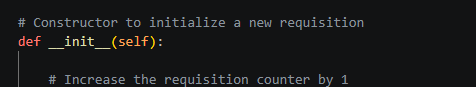 # Constructor to initialize a new requisition
def __init__(self):
# Increase the requisition counter by 1